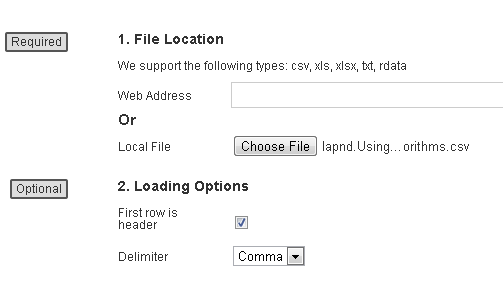 Required
1. File Location
We support the following types: csv, xls, xlsx, txt, rdata
Web Address
Or
Local File Choose File lapnd.Using...orithms.csv
Optional
2. Loading Options
First row is
header
Delimiter Comma